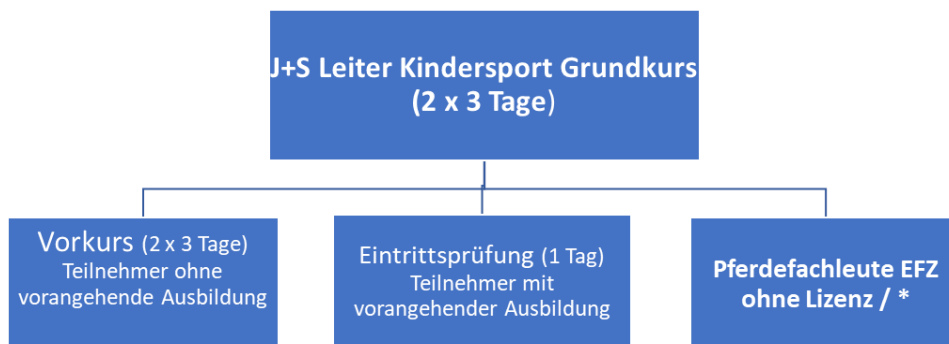 J+S Leiter Kindersport Grundkurs
(2 x 3 Tage)
Vorkurs (2 x 3 Tage)
Teilnehmer ohne
vorangehende Ausbildung
Eintrittsprüfung (1 Tag)
Teilnehmer mit
vorangehender Ausbildung
Pferdefachleute EFZ
ohne Lizenz / *